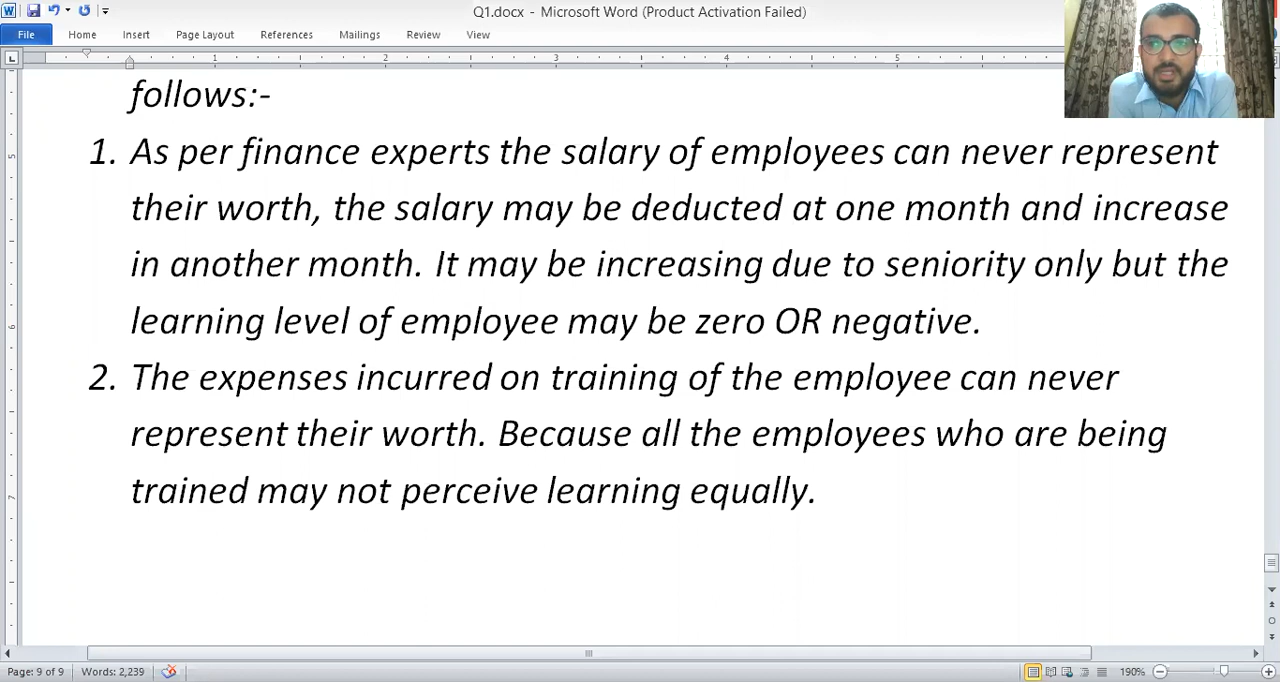 Q1.docx - Microsoft Word (Product Activation Failed)
File Home Insert Page Layout References Mailings Review View
1 2 3 4 5
follows:-
1. As per finance experts the salary of employees can never represent
their worth, the salary may be deducted at one month and increase
in another month. It may be increasing due to seniority only but the
learning level of employee may be zero OR negative.
2. The expenses incurred on training of the employee can never
represent their worth. Because all the employees who are being
trained may not perceive learning equally.
Page: 9 of 9 Words: 2,239 190%